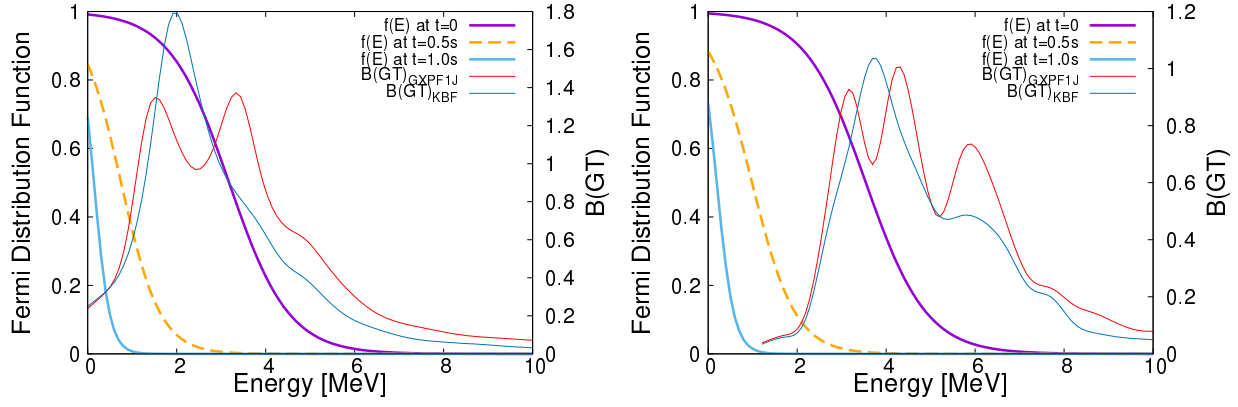 Fermi Distribution Function
1
0.8
0.6
0.4
0.2
0
f(E) at t=0
f(E) at t=0.5s
f(E) at t=1.0s
B(GT)GXPF1J
B(GT)KBF
1.8
1.6
1.4
1.2
1
0.8
0.6
0.4
0.2
0
B(GT)
0 2 4 6 8 10
Energy [MeV]
Fermi Distribution Function
1
0.8
0.6
0.4
0.2
0
f(E) at t=0
f(E) at t=0.5s
f(E) at t=1.0s
B(GT)GXPF1J
B(GT)KBF
1.2
1
0.8
0.6
0.4
0.2
0
B(GT)
0 2 4 6 8 10
Energy [MeV]